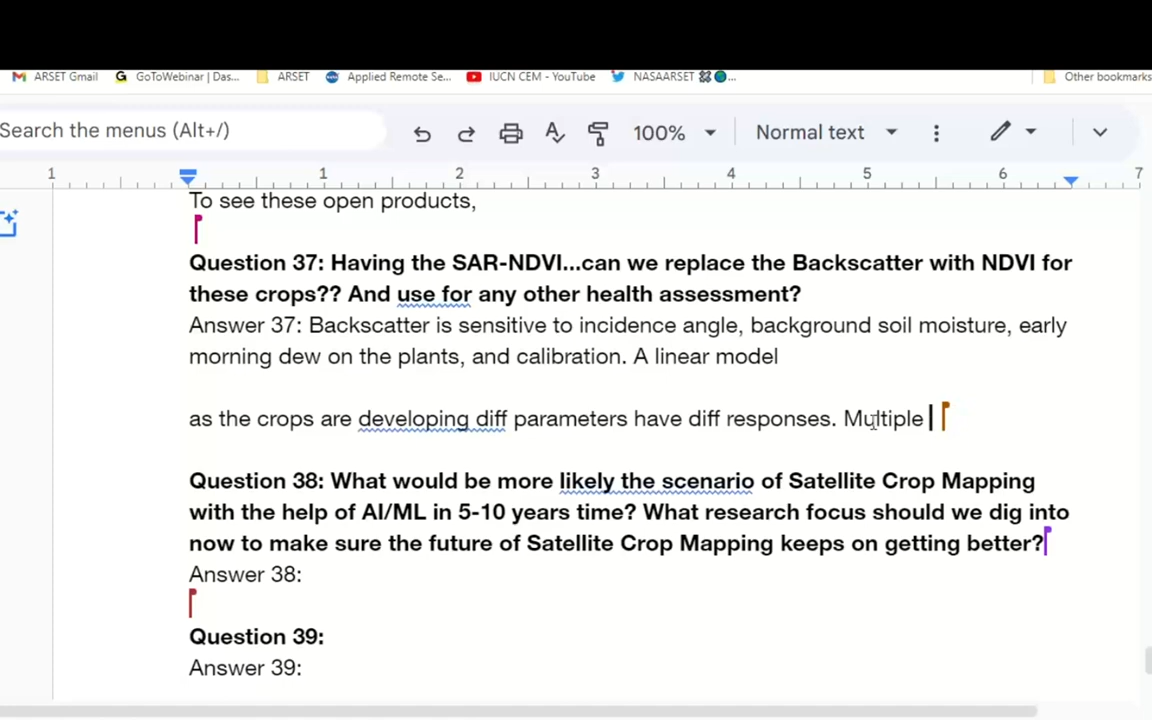 ARSET Gmail GoToWebinar | Das... ARSET Applied Remote Se... IUCN CEM - YouTube NASAARSET 🛰🌎... Other bookmarks
Search the menus (Alt+/) 100% Normal text
1 1 2 3 4 5 6 7
To see these open products,
Question 37: Having the SAR-NDVI...can we replace the Backscatter with NDVI for
these crops?? And use for any other health assessment?
Answer 37: Backscatter is sensitive to incidence angle, background soil moisture, early
morning dew on the plants, and calibration. A linear model
as the crops are developing diff parameters have diff responses. Multiple
Question 38: What would be more likely the scenario of Satellite Crop Mapping
with the help of AI/ML in 5-10 years time? What research focus should we dig into
now to make sure the future of Satellite Crop Mapping keeps on getting better?
Answer 38:
Question 39:
Answer 39: